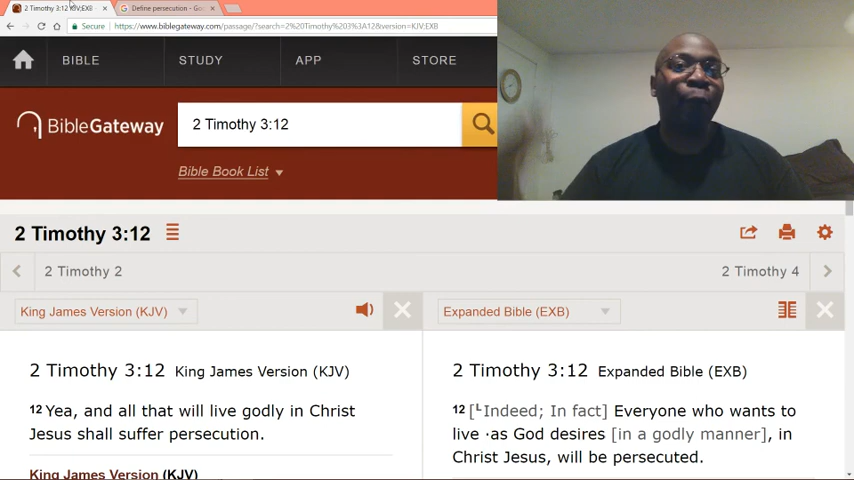 2 Timothy 3:12 KJV;EXB -
Define persecution - Goo
Secure
https://www.biblegateway.com/passage/?search=2%20Timothy%203%3A12&version=KJV;EXB
BIBLE STUDY APP STORE
BibleGateway
2 Timothy 3:12
Bible Book List
2 Timothy 3:12
2 Timothy 2
2 Timothy 4
King James Version (KJV)
Expanded Bible (EXB)
2 Timothy 3:12 King James Version (KJV)
12 Yea, and all that will live godly in Christ
Jesus shall suffer persecution.
King James Version (KJV)
2 Timothy 3:12 Expanded Bible (EXB)
12 [L Indeed; In fact] Everyone who wants to
live ·as God desires [in a godly manner], in
Christ Jesus, will be persecuted.